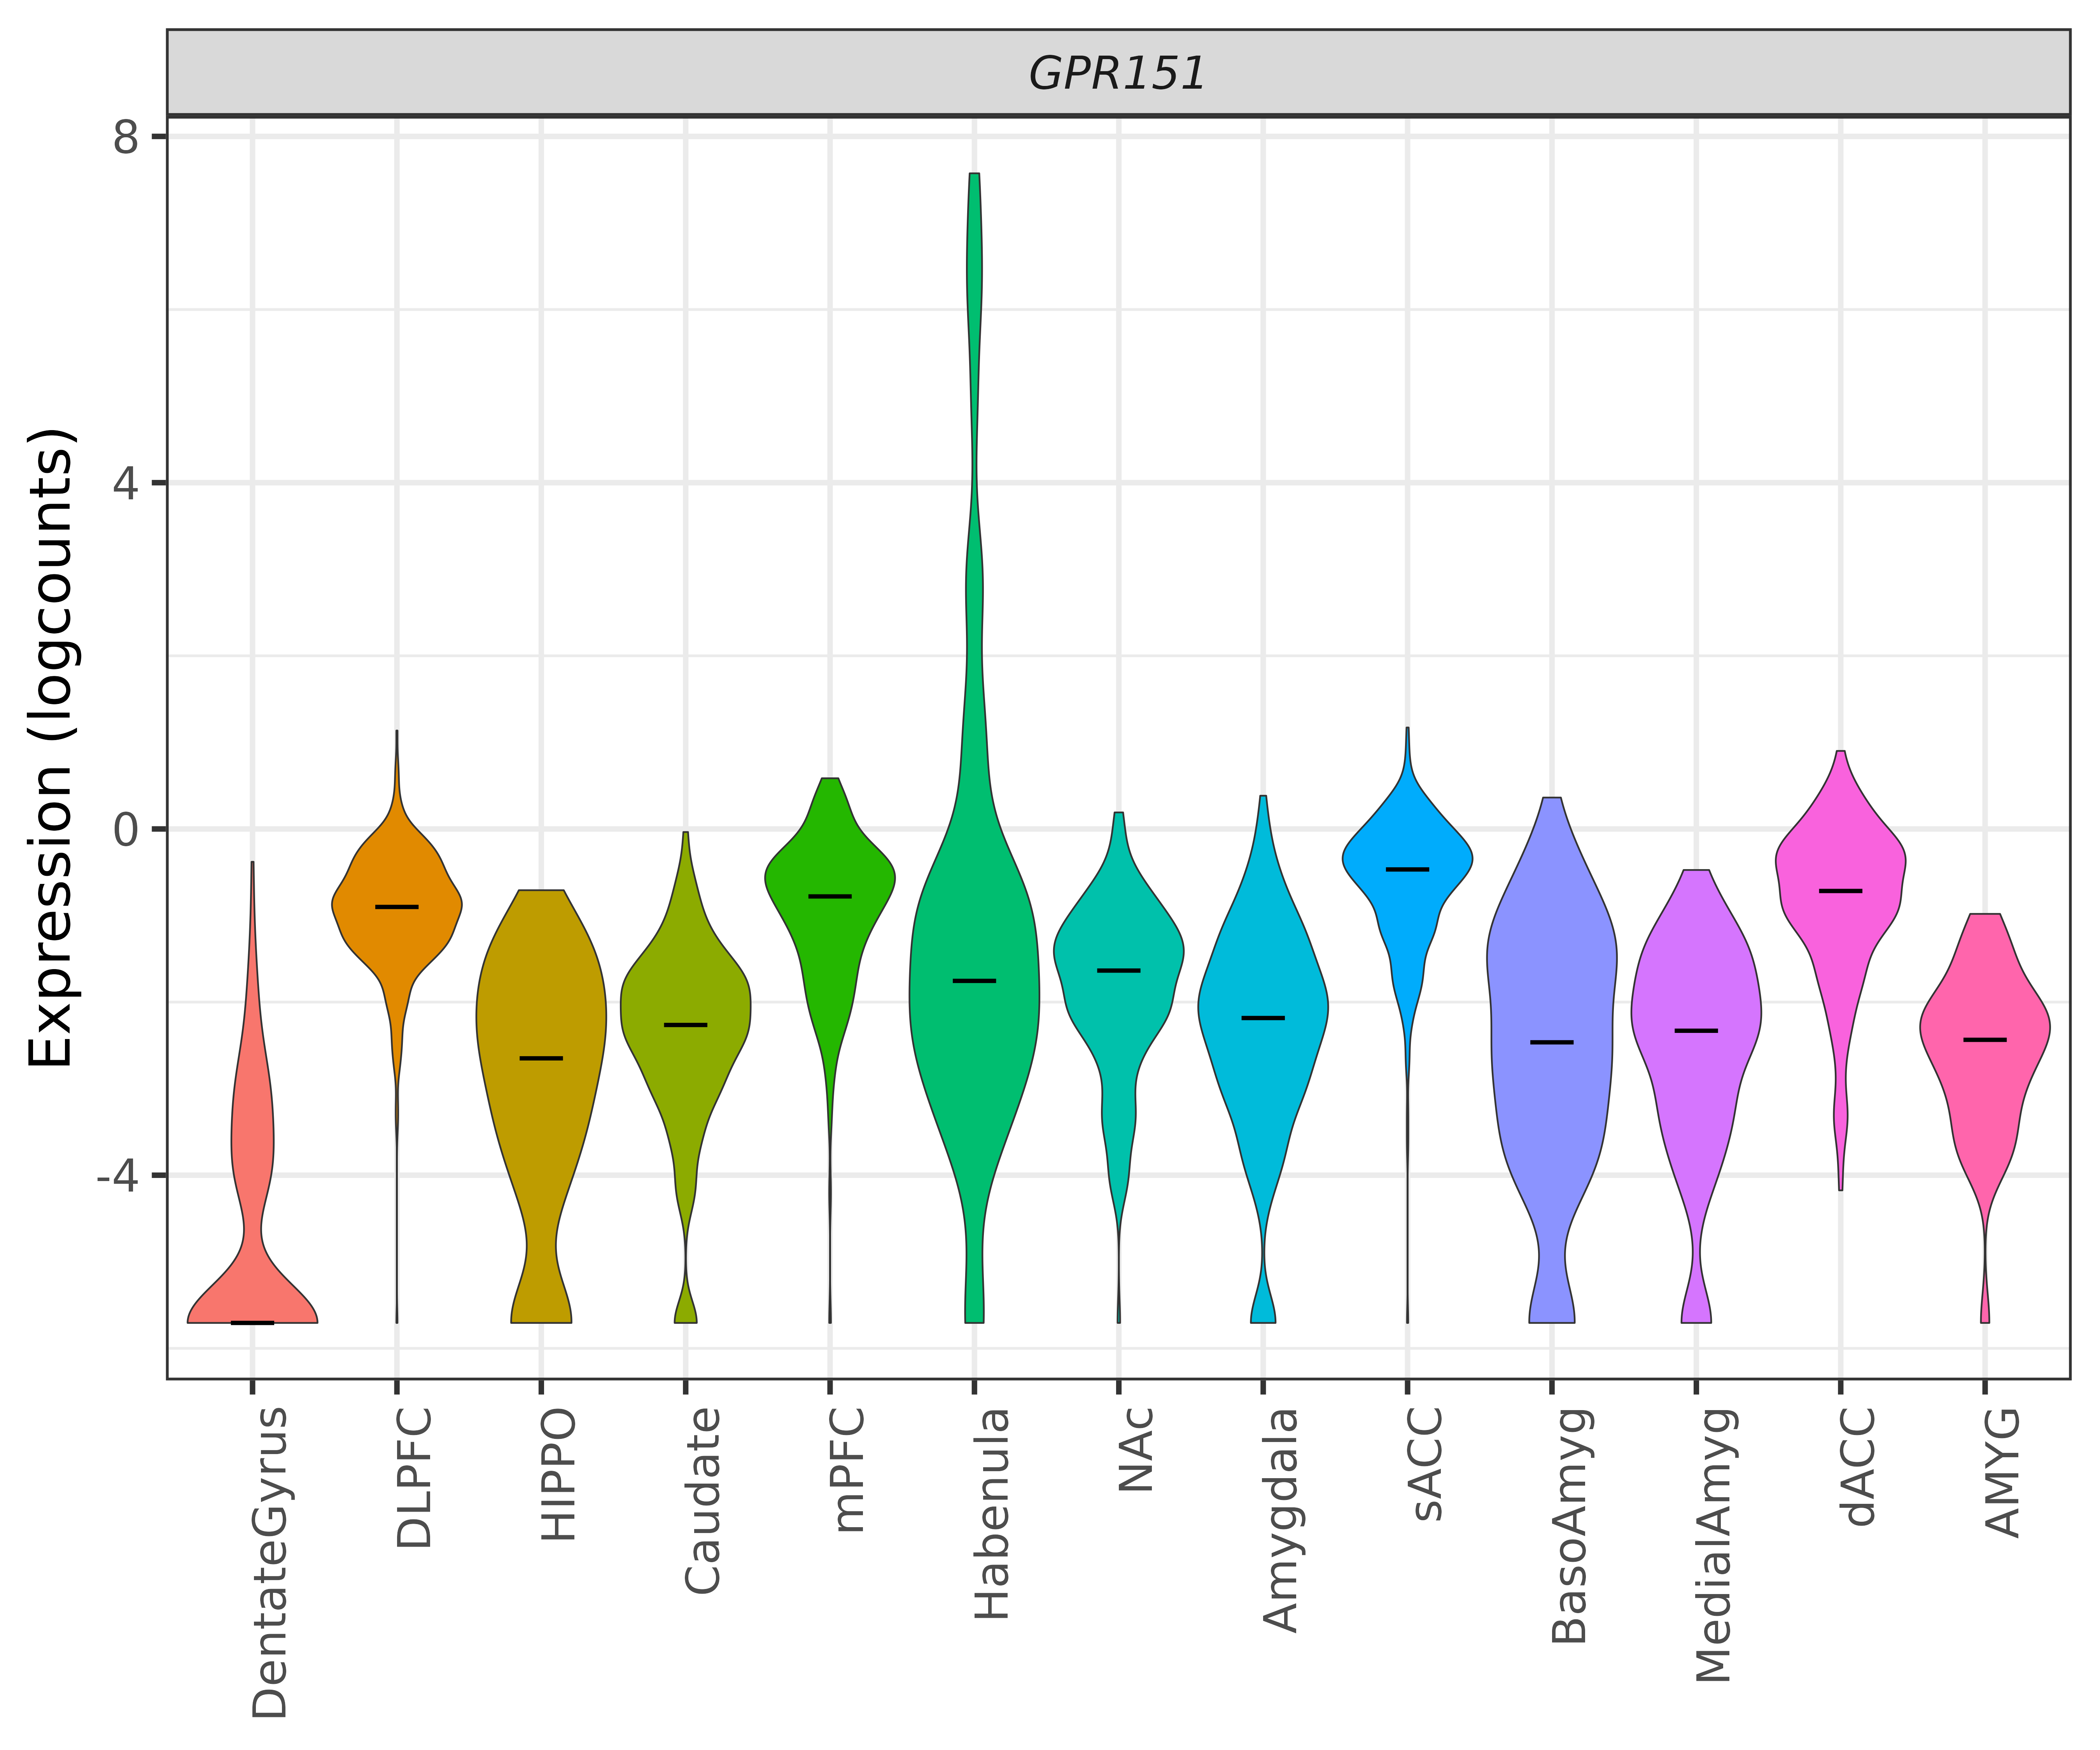 GPR151
Expression (logcounts)
8
4
0
-4
DentateGyrus
DLPFC
HIPPO
Caudate
mPFC
Habenula
NAc
Amygdala
sACC
BasoAmyg
MedialAmyg
dACC
AMYG